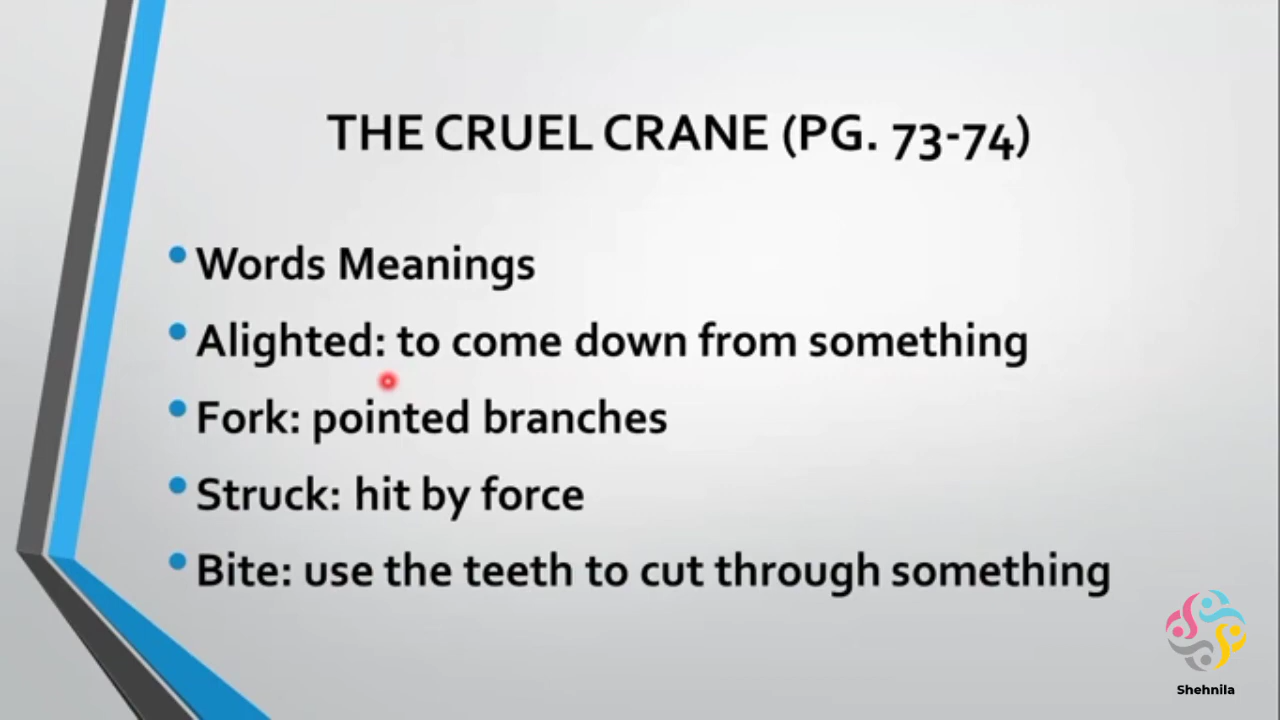 THE CRUEL CRANE (PG. 73-74)
Words Meanings
Alighted: to come down from something
Fork: pointed branches
Struck: hit by force
Bite: use the teeth to cut through something
Shehnila